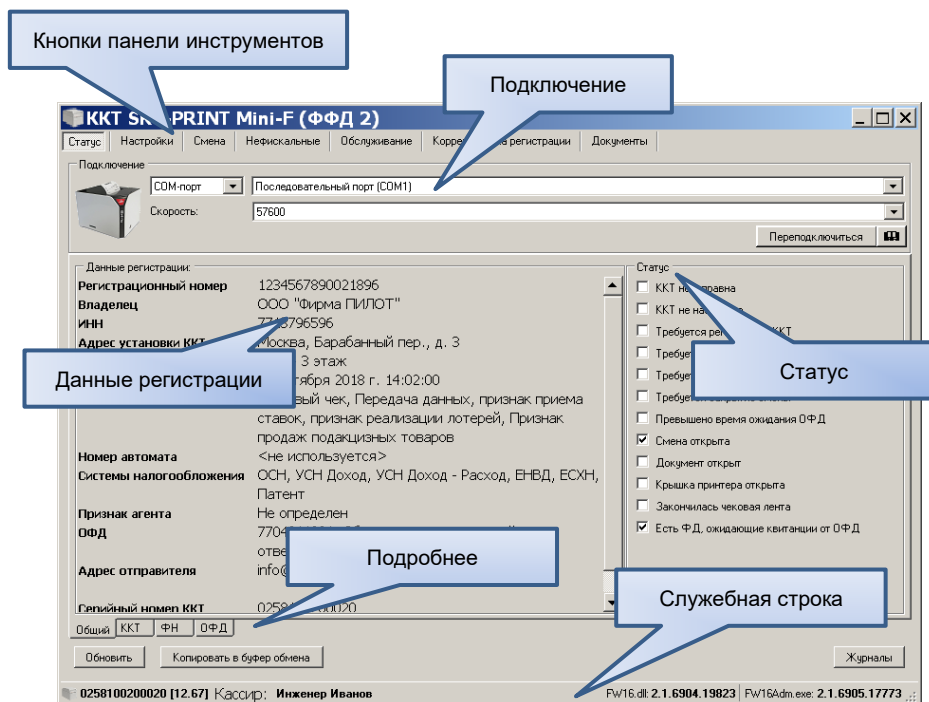 Кнопки панели инструментов
Подключение
ККТ PRINT Mini-F (ФФД 2)
Статус Настройки Смена Нефискальные Обслуживание регистрации Документы
Подключение
COM-порт Последовательный порт (COM1)
Скорость: 57600
Переподключиться
Данные регистрации:
Регистрационный номер 1234567890021896
Владелец ООО "Фирма ПИЛОТ"
ИНН
Адрес установки ККТ Москва, Барабанный пер., д. 3
3 этаж
2018 г. 14:02:00
чек, Передача данных, признак приема
ставок, признак реализации лотерей, Признак
продаж подакцизных товаров
Номер автомата <не используется>
Системы налогообложения ОСН, УСН Доход, УСН Доход - Расход, ЕНВД, ЕСХН,
Патент
Признак агента Не определен
ОФД
Адрес отправителя
Серийный номер ККТ
Данные регистрации
Статус
ККТ
ККТ не
Требуется ККТ
Превышено время ожидания ОФД
Смена открыта
Документ открыт
Крышка принтера открыта
Закончилась чековая лента
Есть ФД, ожидающие квитанции от ОФД
Статус
Подробнее
Служебная строка
Общий ККТ ФН ОФД
Обновить Копировать в буфер обмена Журналы
0258100200020 [12.67] Кассир: Инженер Иванов FW16.dll: 2.1.6904.19823 FW16Adm.exe: 2.1.6905.17773